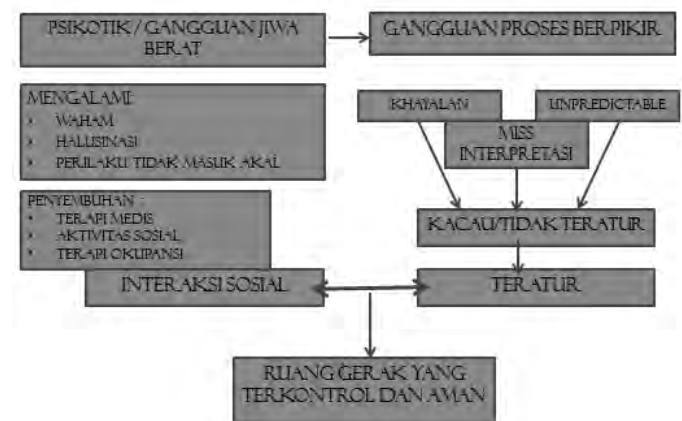 PSIKOTIK / GANGGUAN JIWA
BERAT
GANGGUAN PROSES BERPIKIR
MENGALAMI:
› WAHAM
› HALUSINASI
› PERILAKU TIDAK MASUK AKAL
KHAYALAN
UNPREDICTABLE
MISS
INTERPRETASI
PENYEMBUHAN :
• TERAPI MEDIS
• AKTIVITAS SOSIAL
• TERAPI OKUPANSI
KACAU/TIDAK TERATUR
INTERAKSI SOSIAL
TERATUR
RUANG GERAK YANG
TERKONTROL DAN AMAN